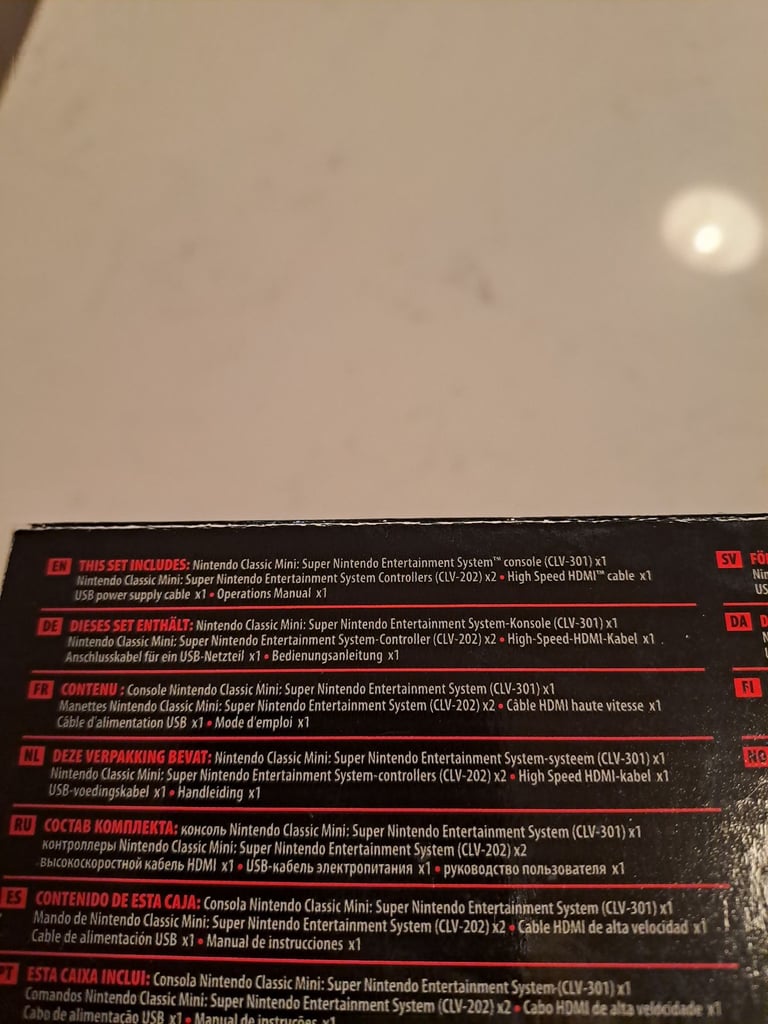 EN THIS SET INCLUDES: Nintendo Classic Mini: Super Nintendo Entertainment System™ console (CLV-301) x1
Nintendo Classic Mini: Super Nintendo Entertainment System Controllers (CLV-202) x2 • High Speed HDMI™ cable x1
USB power supply cable x1 • Operations Manual x1
DE DIESES SET ENTHÄLT: Nintendo Classic Mini: Super Nintendo Entertainment System-Konsole (CLV-301) x1
Nintendo Classic Mini: Super Nintendo Entertainment System-Controller (CLV-202) x2 • High-Speed-HDMI-Kabel x1
Anschlusskabel für ein USB-Netzteil x1 • Bedienungsanleitung x1
FR CONTENU : Console Nintendo Classic Mini: Super Nintendo Entertainment System (CLV-301) x1
Manettes Nintendo Classic Mini: Super Nintendo Entertainment System (CLV-202) x2 • Câble HDMI haute vitesse x1
Câble d'alimentation USB x1 • Mode d'emploi x1
NL DEZE VERPAKKING BEVAT: Nintendo Classic Mini: Super Nintendo Entertainment System-systeem (CLV-301) x1
Nintendo Classic Mini: Super Nintendo Entertainment System-controllers (CLV-202) x2 • High Speed HDMI-kabel x1
USB-voedingskabel x1 • Handleiding x1
RU СОСТАВ КОМПЛЕКТА: консоль Nintendo Classic Mini: Super Nintendo Entertainment System (CLV-301) x1
контроллеры Nintendo Classic Mini: Super Nintendo Entertainment System (CLV-202) x2
высокоскоростной кабель HDMI x1 • USB-кабель электропитания x1 • руководство пользователя x1
ES CONTENIDO DE ESTA CAJA: Consola Nintendo Classic Mini: Super Nintendo Entertainment System (CLV-301) x1
Mando de Nintendo Classic Mini: Super Nintendo Entertainment System (CLV-202) x2 • Cable HDMI de alta velocidad x1
Cable de alimentación USB x1 • Manual de instrucciones x1
PT ESTA CAIXA INCLUI: Consola Nintendo Classic Mini: Super Nintendo Entertainment System (CLV-301) x1
Comandos Nintendo Classic Mini: Super Nintendo Entertainment System (CLV-202) x2 • Cabo HDMI de alta velocidade x1
Cabo de alimentação USB x1 • Manual de instruções x1
SV
DA
FI
NO